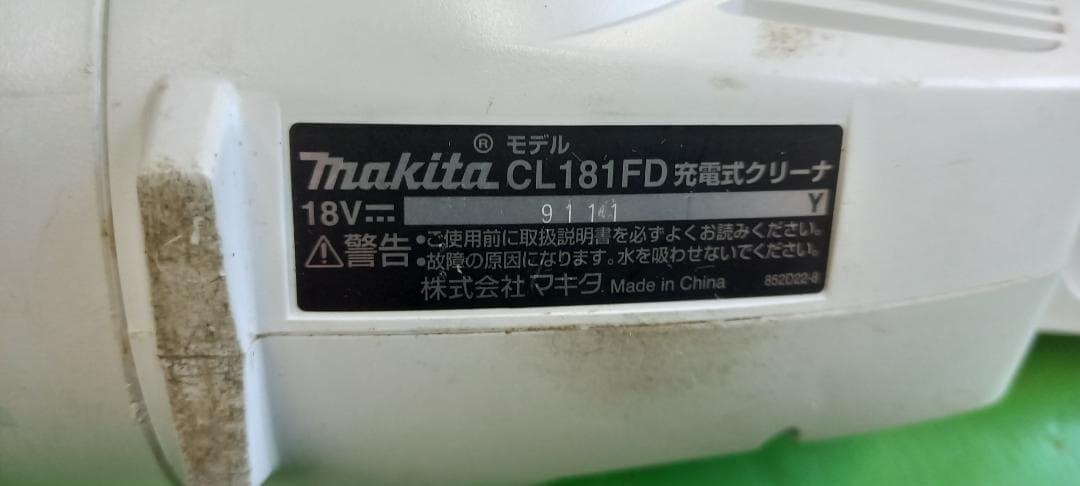 makita® モデル CL181FD 充電式クリーナ
18V⎓ 9111 Y
⚠警告 •ご使用前に取扱説明書を必ずよくお読みください。
•故障の原因になります。水を吸わせないでください。
株式会社 マキタ Made in China 852D22-8